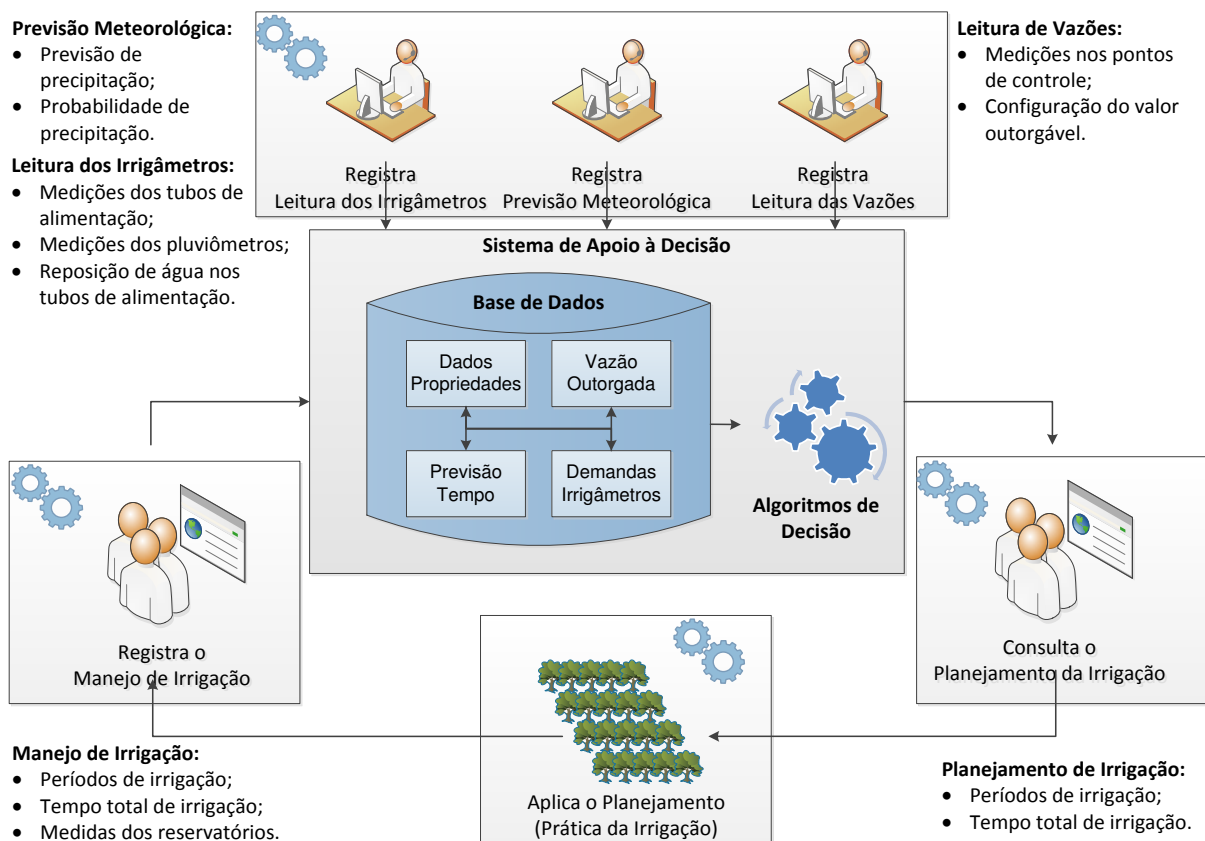 Previsão Meteorológica:
• Previsão de
precipitação;
• Probabilidade de
precipitação.
Leitura dos Irrigâmetros:
• Medições dos tubos de
alimentação;
• Medições dos pluviômetros;
• Reposição de água nos
tubos de alimentação.
Registra
Leitura dos Irrigâmetros
Registra
Previsão Meteorológica
Registra
Leitura das Vazões
Leitura de Vazões:
• Medições nos pontos
de controle;
• Configuração do valor
outorgável.
Sistema de Apoio à Decisão
Base de Dados
Dados
Propriedades
Vazão
Outorgada
Previsão
Tempo
Demandas
Irrigâmetros
Algoritmos de
Decisão
Registra o
Manejo de Irrigação
Consulta o
Planejamento da Irrigação
Aplica o Planejamento
(Prática da Irrigação)
Manejo de Irrigação:
• Períodos de irrigação;
• Tempo total de irrigação;
• Medidas dos reservatórios.
Planejamento de Irrigação:
• Períodos de irrigação;
• Tempo total de irrigação.